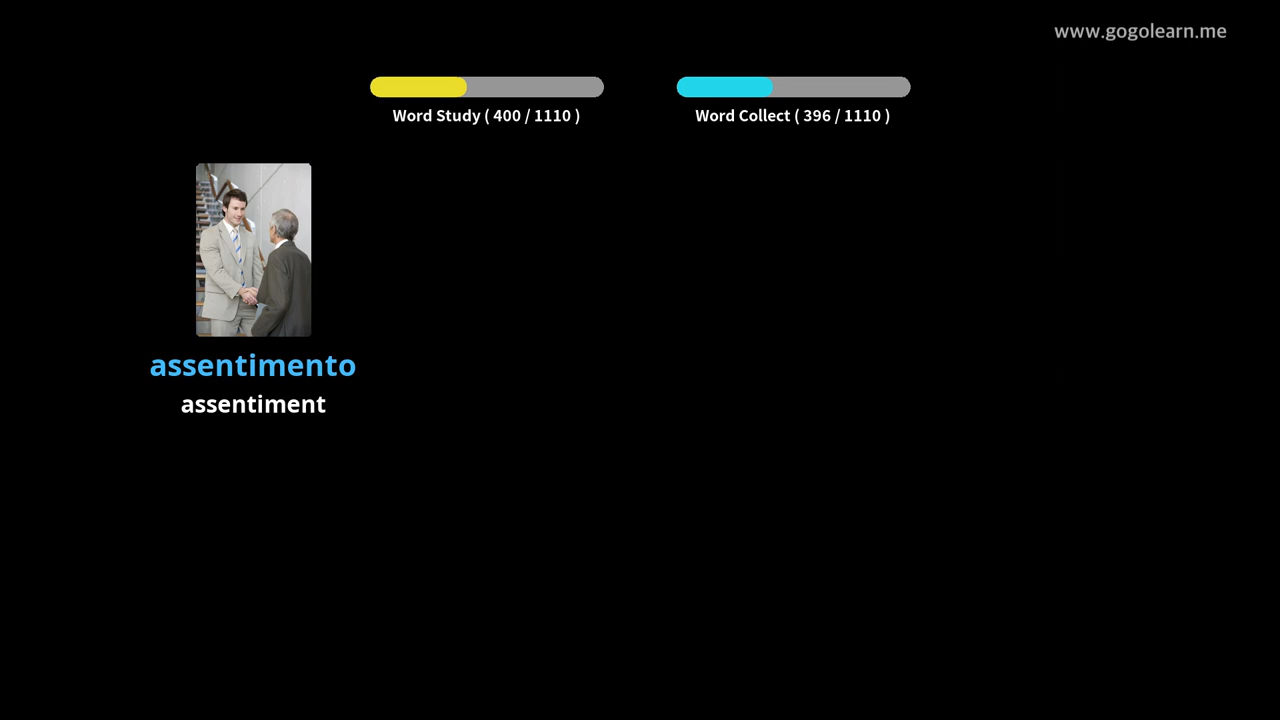 www.gogolearn.me
Word Study ( 400 / 1110 )
Word Collect ( 396 / 1110 )
assentimento
assentiment